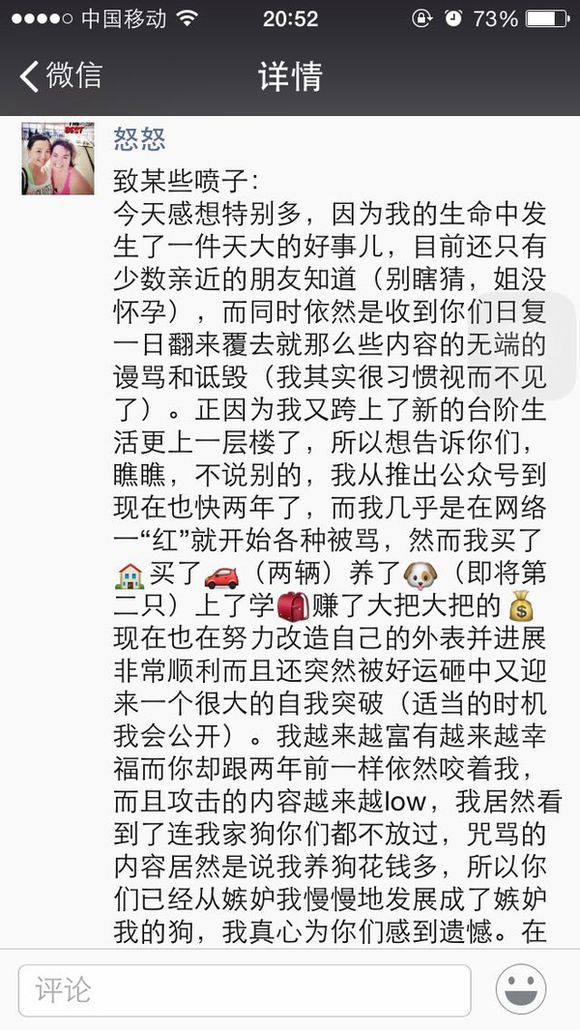 中国移动 20:52 73%
微信 详情
BEST
怒怒
致某些喷子：
今天感想特别多，因为我的生命中发
生了一件天大的好事儿，目前还只有
少数亲近的朋友知道（别瞎猜，姐没
怀孕），而同时依然是收到你们日复
一日翻来覆去就那么些内容的无端的
谩骂和诋毁（我其实很习惯视而不见
了）。正因为我又跨上了新的台阶生
活更上一层楼了，所以想告诉你们，
瞧瞧，不说别的，我从推出公众号到
现在也快两年了，而我几乎是在网络
一“红”就开始各种被骂，然而我买了
🏠买了🚗（两辆）养了🐶（即将第
二只）上了学🎒赚了大把大把的💰
现在也在努力改造自己的外表并进展
非常顺利而且还突然被好运砸中又迎
来一个很大的自我突破（适当的时机
我会公开）。我越来越富有越来越幸
福而你却跟两年前一样依然咬着我，
而且攻击的内容越来越low，我居然看
到了连我家狗你们都不放过，咒骂的
内容居然是说我养狗花钱多，所以你
们已经从嫉妒我慢慢地发展成了嫉妒
我的狗，我真心为你们感到遗憾。在
评论